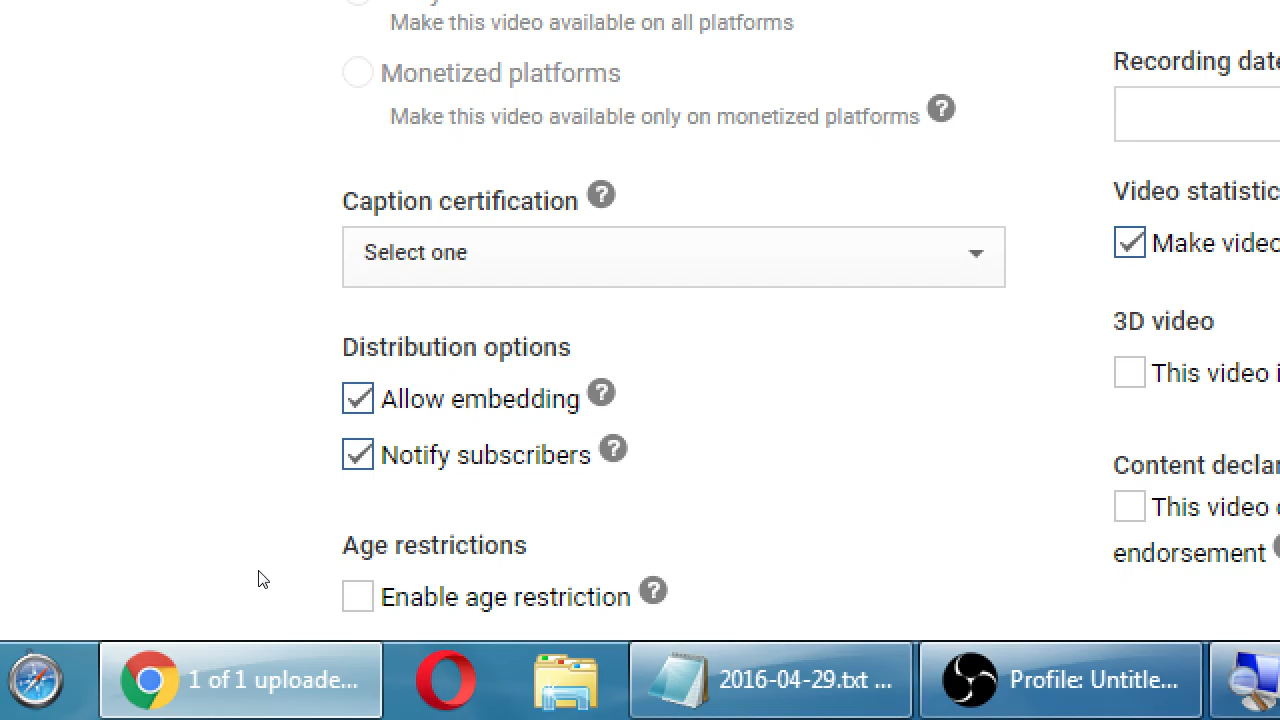 Make this video available on all platforms
Monetized platforms
Make this video available only on monetized platforms ?
Recording date
Caption certification ?
Select one
Video statistic
Make video
Distribution options
3D video
Allow embedding ?
This video i
Notify subscribers ?
Content declar
This video
endorsement
Age restrictions
Enable age restriction ?
1 of 1 uploade...
2016-04-29.txt ...
Profile: Untitle...